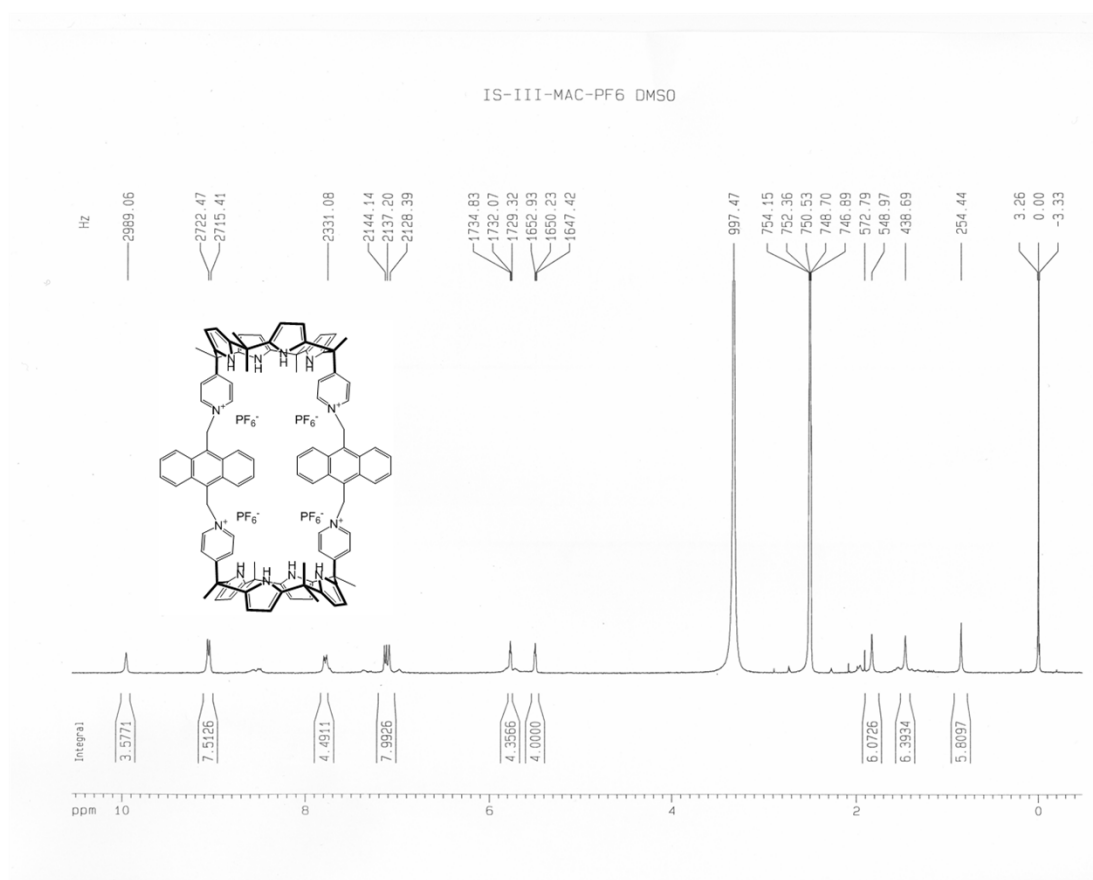 IS-III-MAC-PF6 DMSO
Hz
2989.06
2722.47
2715.41
2331.08
2144.14
2137.20
2128.39
1734.83
1732.07
1729.32
1652.93
1650.23
1647.42
997.47
754.15
752.36
750.53
748.70
746.89
572.79
548.97
438.69
254.44
3.26
0.00
-3.33
N H
N H
N H
N H
N+
N+
PF6-
PF6-
PF6-
PF6-
N+
N+
H N
H N
H N
H N
Integral
3.5771
7.5126
4.4911
7.9926
4.3566
4.0000
6.0726
6.3934
5.8097
ppm 10 8 6 4 2 0